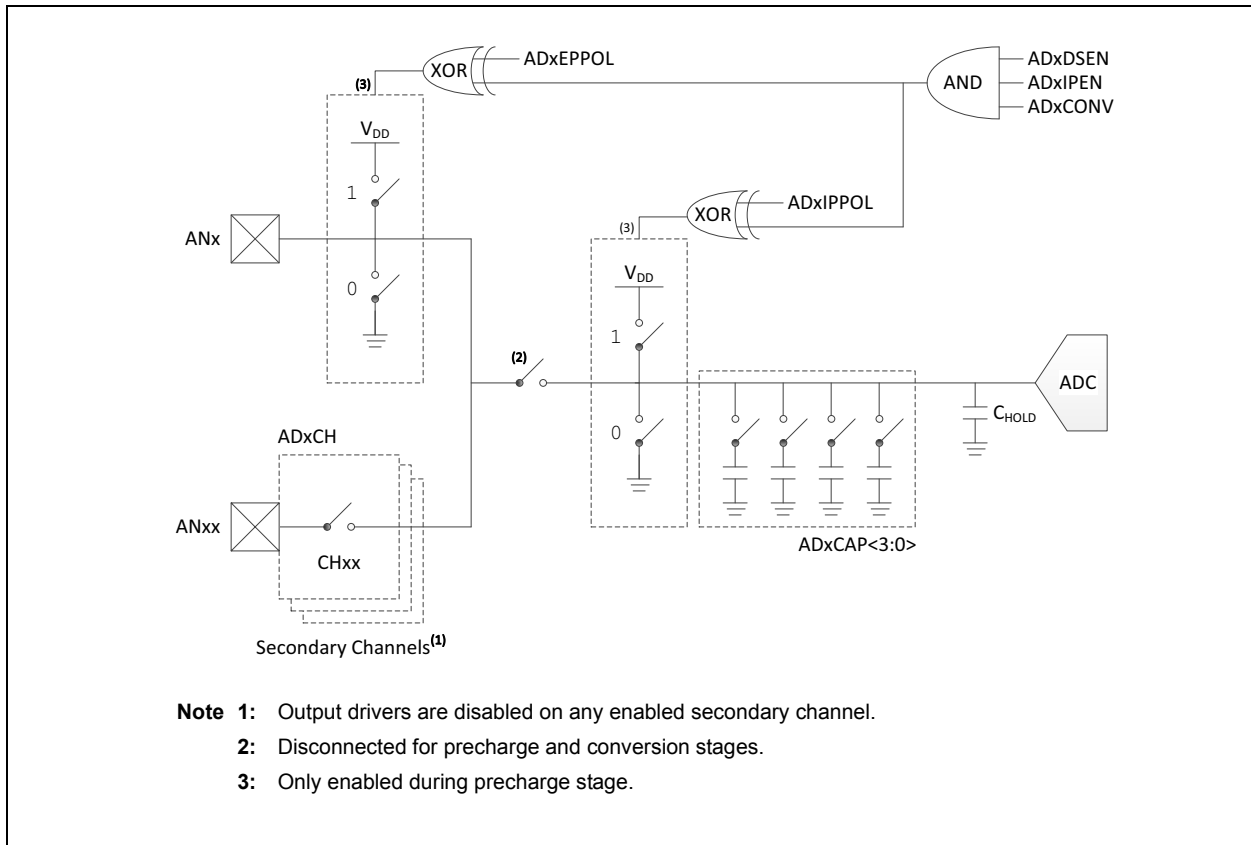 ADxEPPOL
XOR
ADxDSEN
AND
ADxIPEN
ADxCONV
(3)
VDD
1
ANx
0
ADxIPPOL
XOR
(3)
VDD
1
(2)
0
ADC
CHOLD
ADxCAP<3:0>
ADxCH
ANxx
CHxx
Secondary Channels(1)
Note 1: Output drivers are disabled on any enabled secondary channel.
2: Disconnected for precharge and conversion stages.
3: Only enabled during precharge stage.